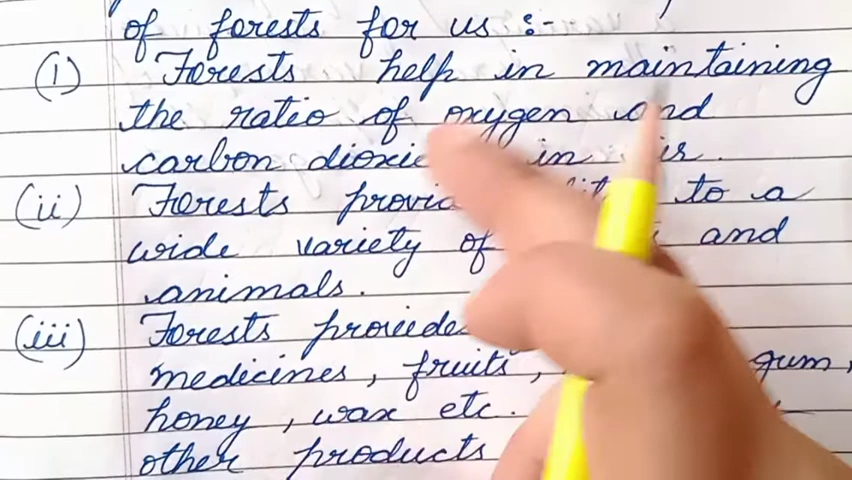 of forests for us :-
(i) Forests help in maintaining
the ratio of oxygen and
carbon in
(ii) Forests to a
wide variety of and
animals.
(iii) Forests
medicines, fruits, gum,
honey, wax etc.
other products